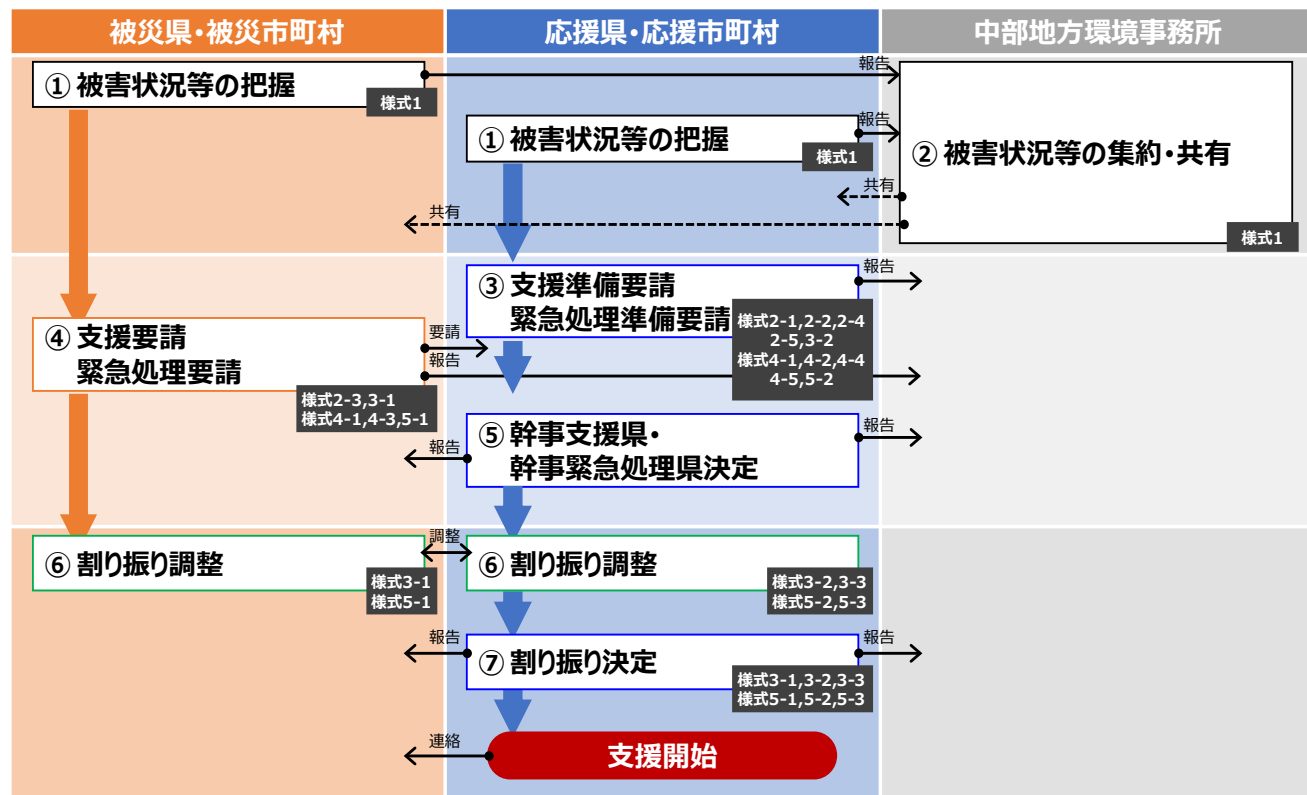 被災県・被災市町村
応援県・応援市町村
中部地方環境事務所
① 被害状況等の把握
様式1
報告
① 被害状況等の把握
様式1
報告
② 被害状況等の集約・共有
様式1
共有
共有
③ 支援準備要請
緊急処理準備要請
様式2-1,2-2,2-4
2-5,3-2
様式4-1,4-2,4-4
4-5,5-2
報告
④ 支援要請
緊急処理要請
様式2-3,3-1
様式4-1,4-3,5-1
要請
報告
⑤ 幹事支援県・
幹事緊急処理県決定
報告
報告
⑥ 割り振り調整
様式3-1
様式5-1
調整
⑥ 割り振り調整
様式3-2,3-3
様式5-2,5-3
報告
⑦ 割り振り決定
様式3-1,3-2,3-3
様式5-1,5-2,5-3
報告
連絡
支援開始